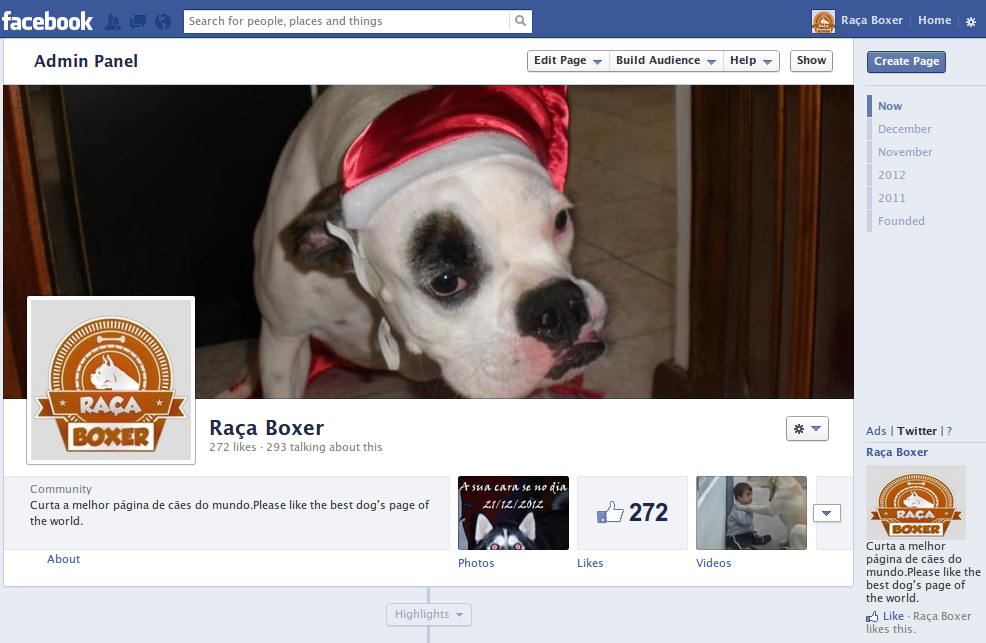 facebook
Search for people, places and things
Raça Boxer
Home
Admin Panel
Edit Page
Build Audience
Help
Show
Create Page
Now
December
November
2012
2011
Founded
RAÇA
BOXER
Raça Boxer
272 likes · 293 talking about this
Community
Curta a melhor página de cães do mundo.Please like the best dog's page of
the world.
About
A sua cara se no dia
21/12/2012
Photos
272
Likes
Videos
Highlights
Ads | Twitter | ?
Raça Boxer
RAÇA
BOXER
Curta a melhor
página de cães do
mundo.Please like the
best dog's page of
the world.
Like · Raça Boxer
likes this.